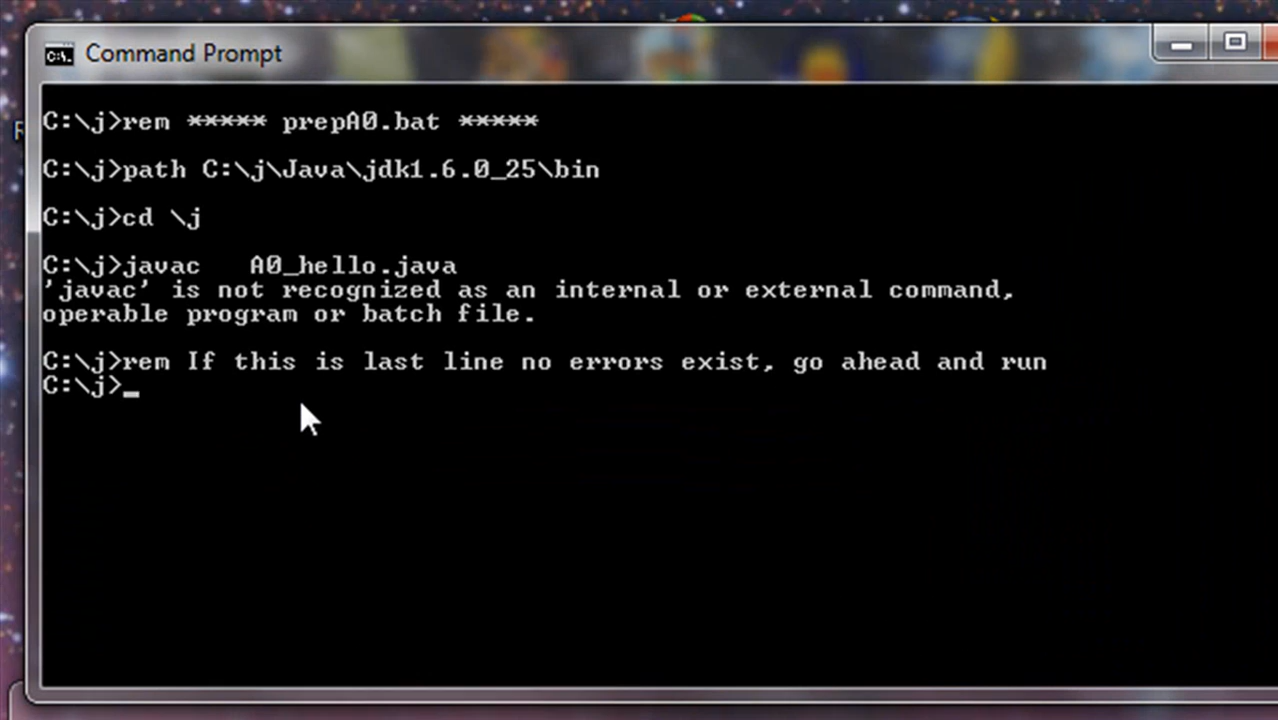 Command Prompt
C:\j>rem ***** prepA0.bat *****
C:\j>path C:\j\Java\jdk1.6.0_25\bin
C:\j>cd \j
C:\j>javac   A0_hello.java
'javac' is not recognized as an internal or external command,
operable program or batch file.
C:\j>rem If this is last line no errors exist, go ahead and run
C:\j>_